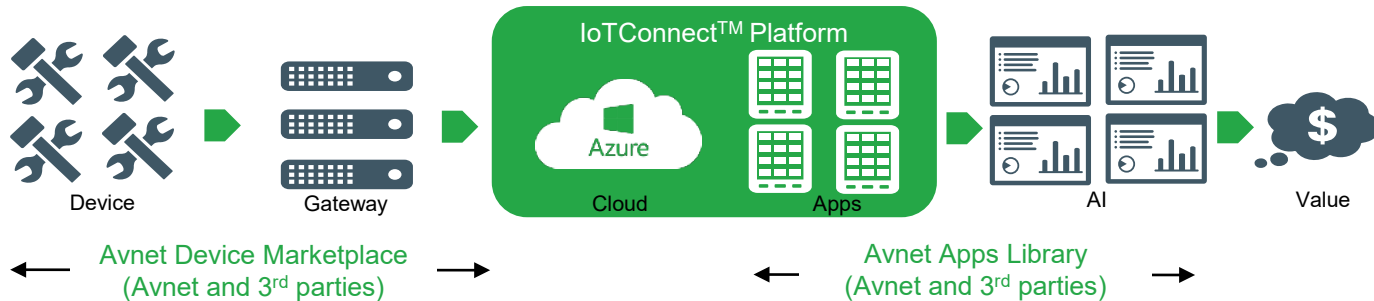 IoTConnect™ Platform
Azure
$
Device
Gateway
Cloud
Apps
AI
Value
Avnet Device Marketplace
(Avnet and 3rd parties)
Avnet Apps Library
(Avnet and 3rd parties)